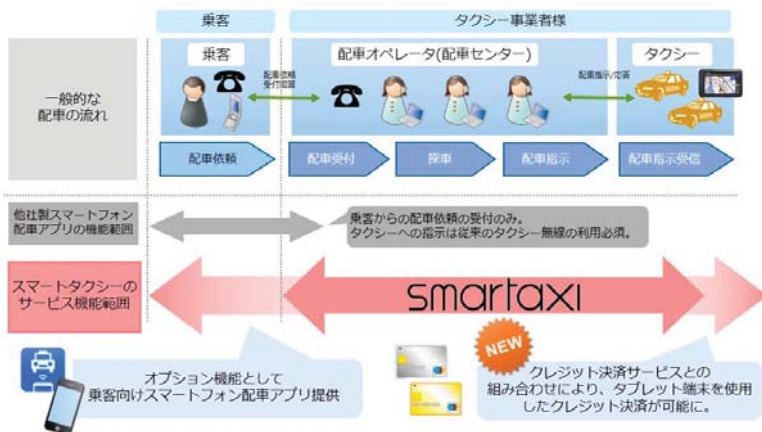 乗客
タクシー事業者様
一般的な
配車の流れ
乗客
配車依頼
受付回答
配車オペレータ(配車センター)
配車指示/応答
タクシー
配車依頼
配車受付
探車
配車指示
配車指示受信
他社製スマートフォン
配車アプリの機能範囲
乗客からの配車依頼の受付のみ。
タクシーへの指示は従来のタクシー無線の利用必須。
スマートタクシーの
サービス機能範囲
smartaxi
オプション機能として
乗客向けスマートフォン配車アプリ提供
NEW
クレジット決済サービスとの
組み合わせにより、タブレット端末を使用
したクレジット決済が可能に。